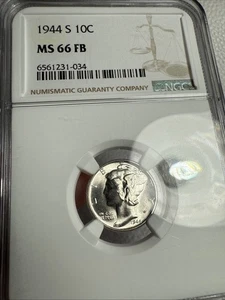 1944 S 10C
MS 66 FB
6561231-034
NUMISMATIC GUARANTY COMPANY
NGC